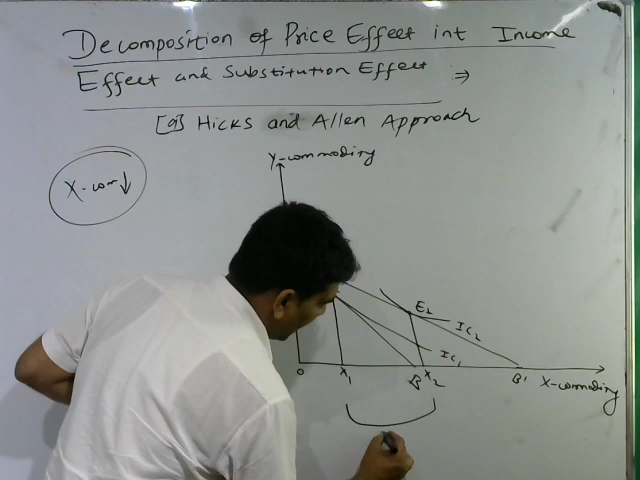 Decomposition of Price Effect int Income
Effect and Substitution Effect ⇒
[a] Hicks and Allen Approach
Y-commodity
X-com↓
E2
IC2
IC1
O X1 B X2 B' X-commodity